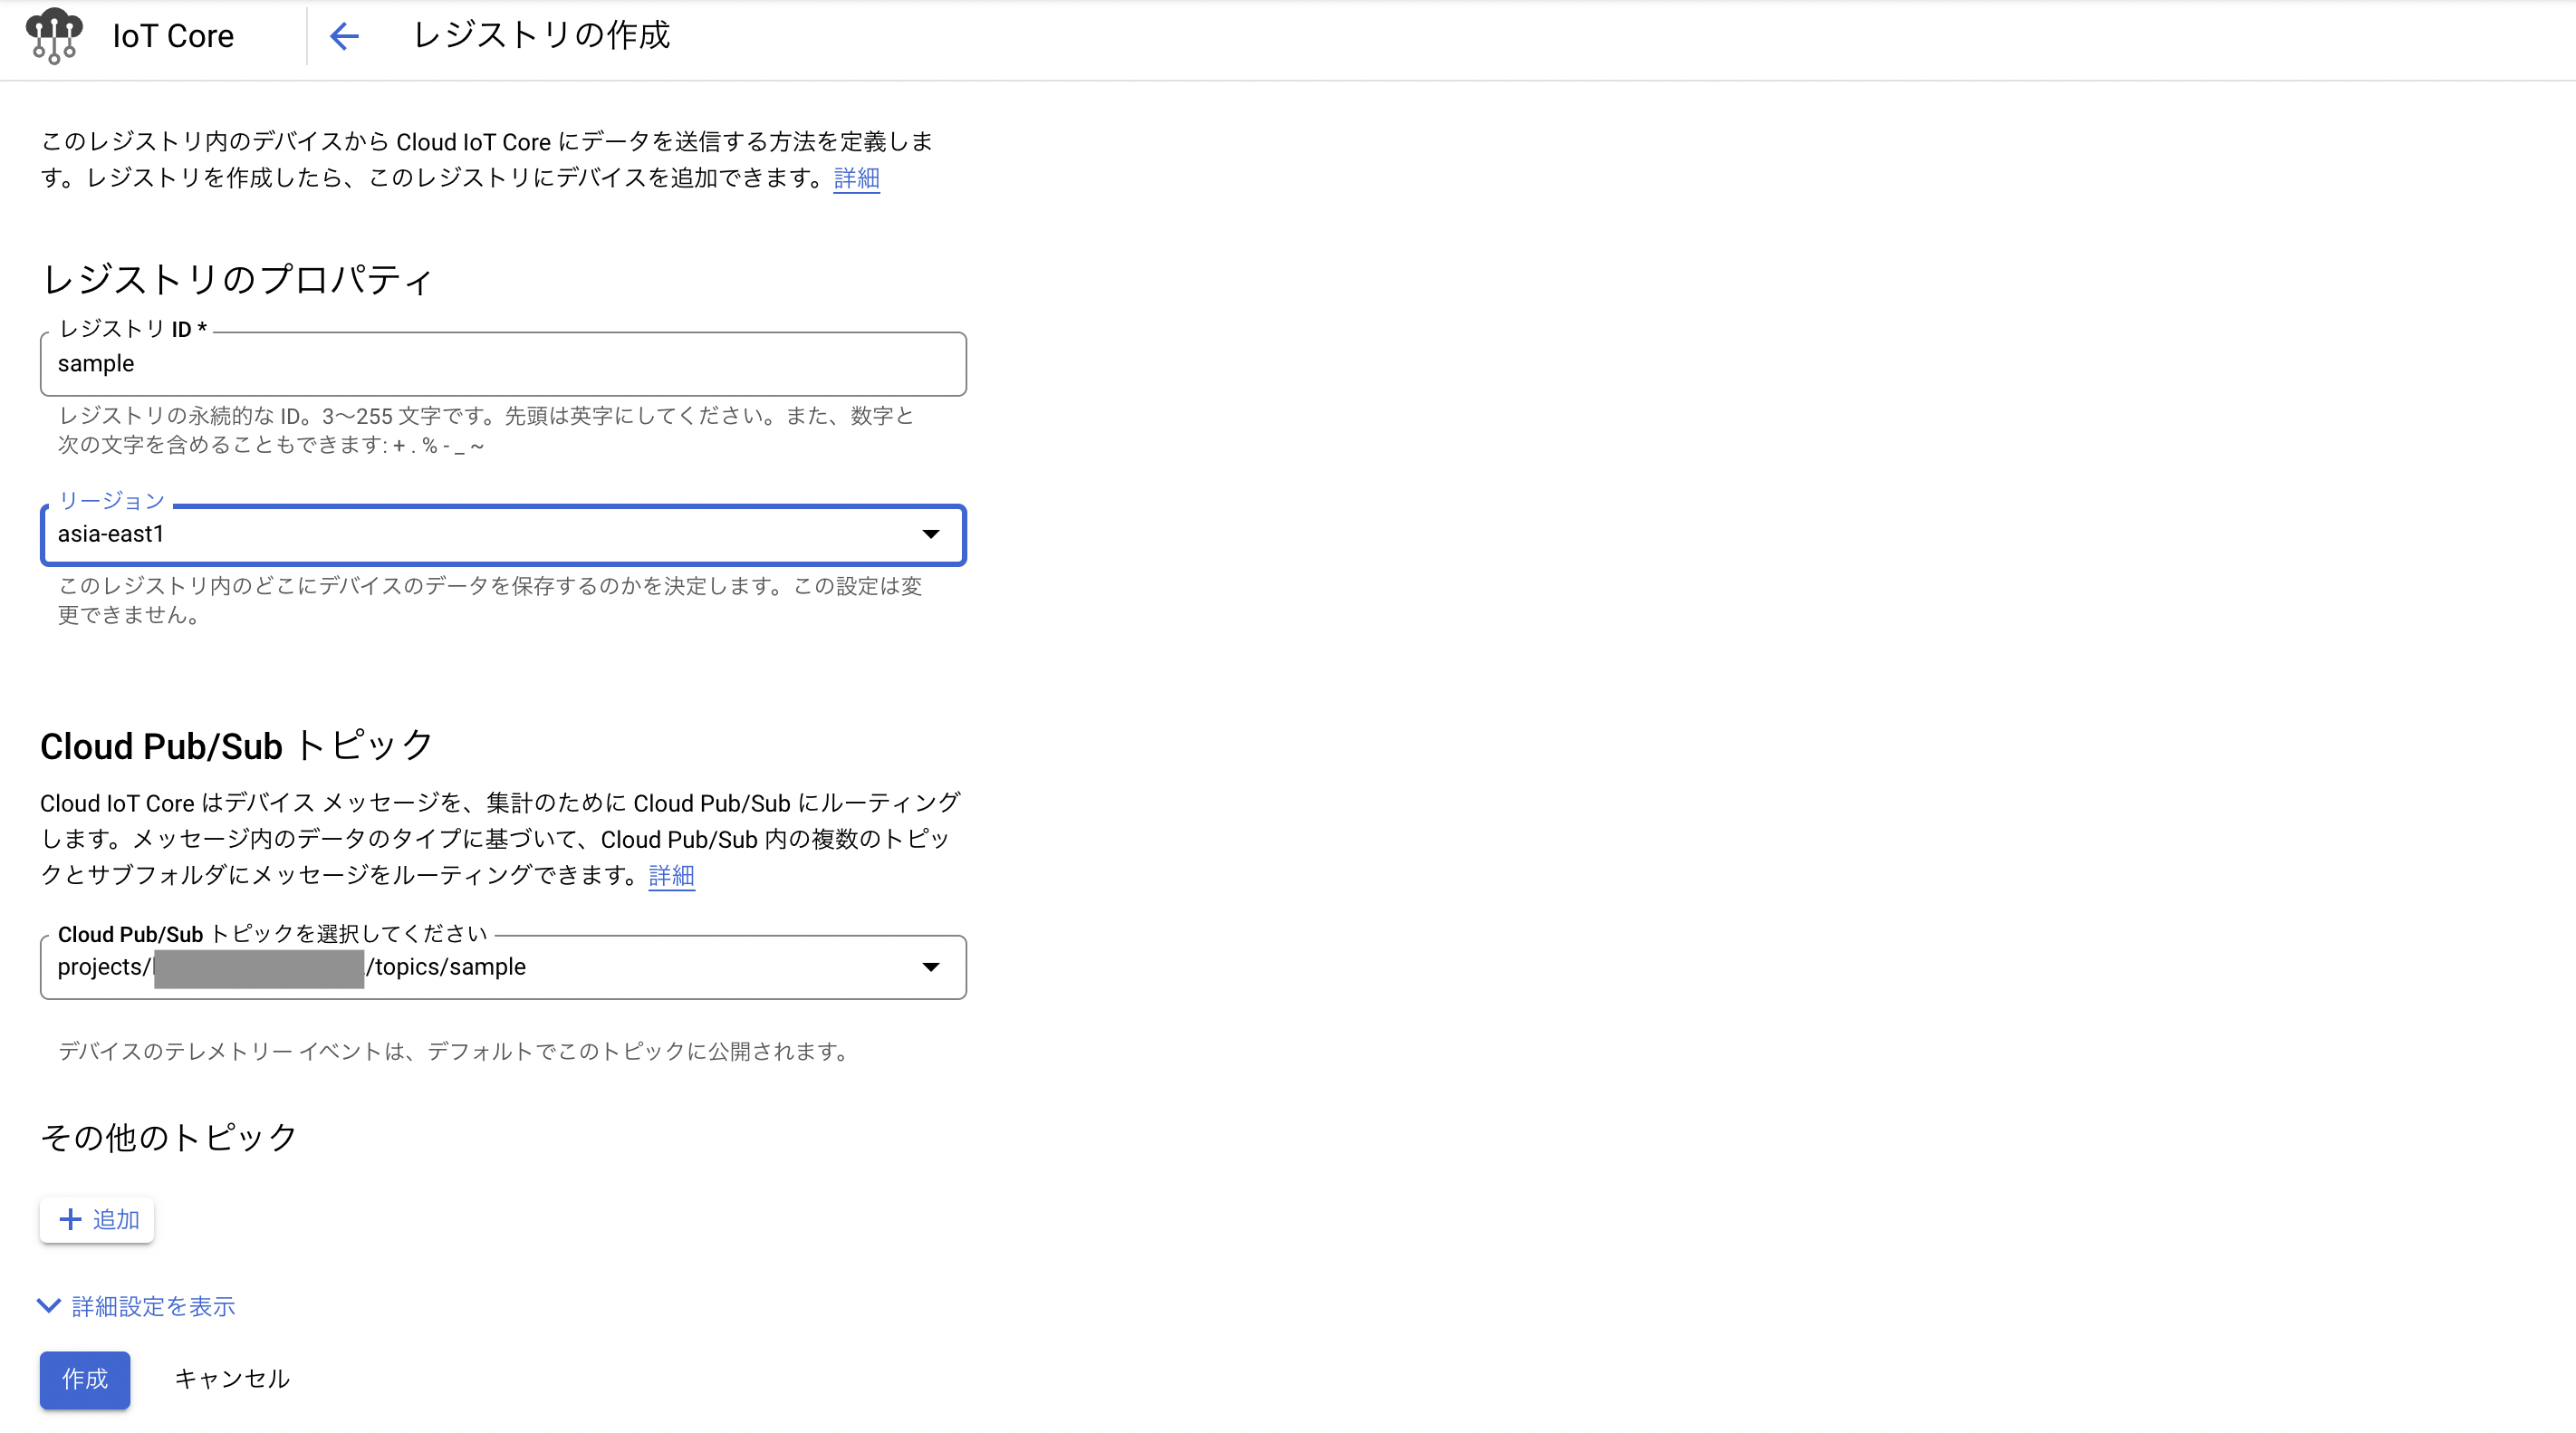 IoT Core
レジストリの作成
このレジストリ内のデバイスから Cloud IoT Core にデータを送信する方法を定義しま
す。レジストリを作成したら、このレジストリにデバイスを追加できます。詳細
レジストリのプロパティ
レジストリ ID *
sample
レジストリの永続的な ID。3〜255 文字です。先頭は英字にしてください。また、数字と
次の文字を含めることもできます: + . % - _ ~
リージョン
asia-east1
このレジストリ内のどこにデバイスのデータを保存するのかを決定します。この設定は変
更できません。
Cloud Pub/Sub トピック
Cloud IoT Core はデバイス メッセージを、集計のために Cloud Pub/Sub にルーティング
します。メッセージ内のデータのタイプに基づいて、Cloud Pub/Sub 内の複数のトピッ
クとサブフォルダにメッセージをルーティングできます。詳細
Cloud Pub/Sub トピックを選択してください
projects/ /topics/sample
デバイスのテレメトリー イベントは、デフォルトでこのトピックに公開されます。
その他のトピック
追加
詳細設定を表示
作成
キャンセル